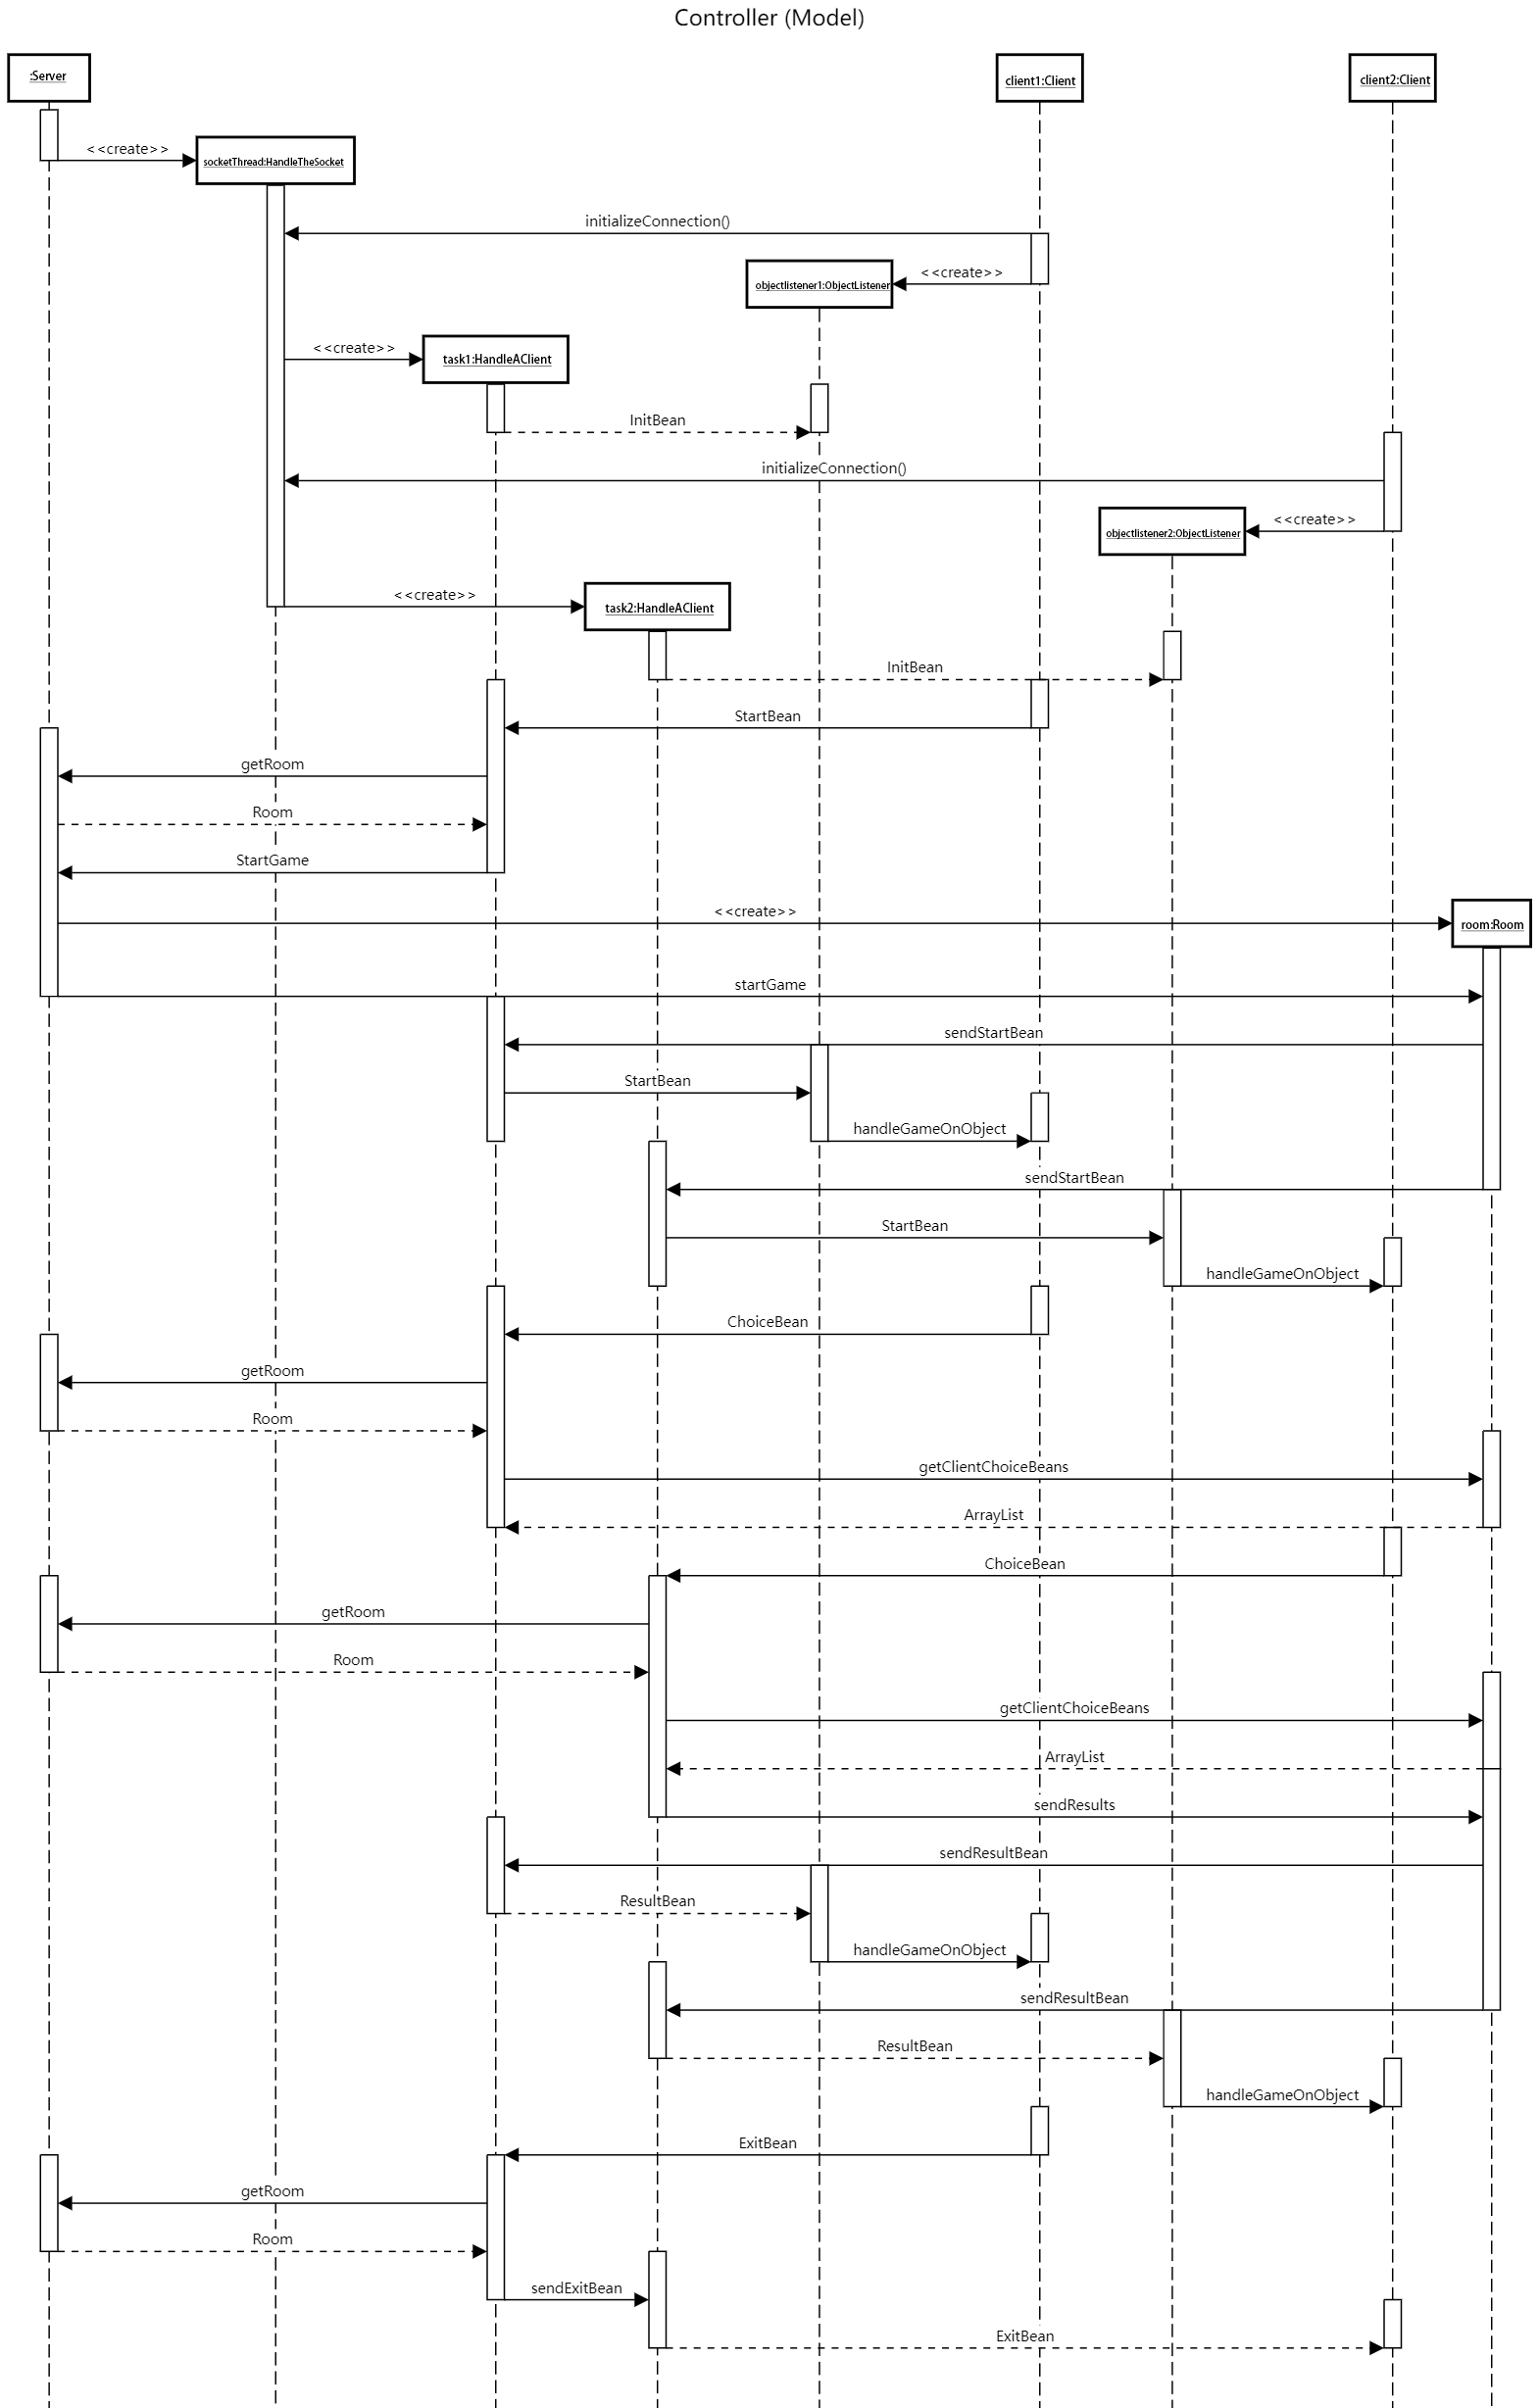 Controller (Model)
:Server
client1:Client
client2:Client
<<create>>
socketThread:HandleTheSocket
initializeConnection()
<<create>>
objectlistener1:ObjectListener
<<create>>
task1:HandleAClient
InitBean
initializeConnection()
<<create>>
objectlistener2:ObjectListener
<<create>>
task2:HandleAClient
InitBean
StartBean
getRoom
Room
StartGame
<<create>>
room:Room
startGame
sendStartBean
StartBean
handleGameOnObject
sendStartBean
StartBean
handleGameOnObject
ChoiceBean
getRoom
Room
getClientChoiceBeans
ArrayList
ChoiceBean
getRoom
Room
getClientChoiceBeans
ArrayList
sendResults
sendResultBean
ResultBean
handleGameOnObject
sendResultBean
ResultBean
handleGameOnObject
ExitBean
getRoom
Room
sendExitBean
ExitBean